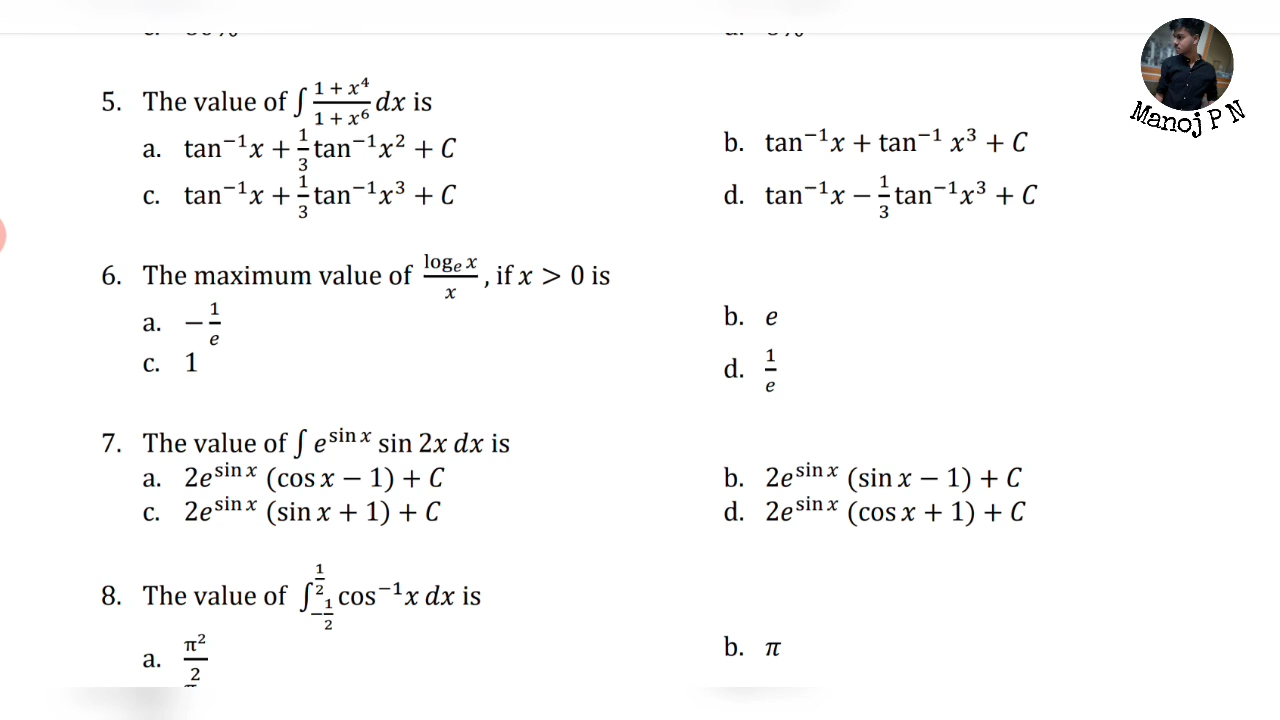 5. The value of ∫ (1 + x⁴)/(1 + x⁶) dx is
a. tan⁻¹x + 1/3 tan⁻¹x² + C
b. tan⁻¹x + tan⁻¹ x³ + C
c. tan⁻¹x + 1/3 tan⁻¹x³ + C
d. tan⁻¹x − 1/3 tan⁻¹x³ + C
6. The maximum value of logₑ x / x , if x > 0 is
a. − 1/e
b. e
c. 1
d. 1/e
7. The value of ∫ e^(sin x) sin 2x dx is
a. 2e^(sin x) (cos x − 1) + C
b. 2e^(sin x) (sin x − 1) + C
c. 2e^(sin x) (sin x + 1) + C
d. 2e^(sin x) (cos x + 1) + C
8. The value of ∫_(−1/2)^(1/2) cos⁻¹x dx is
a. π²/2
b. π
Manoj P N